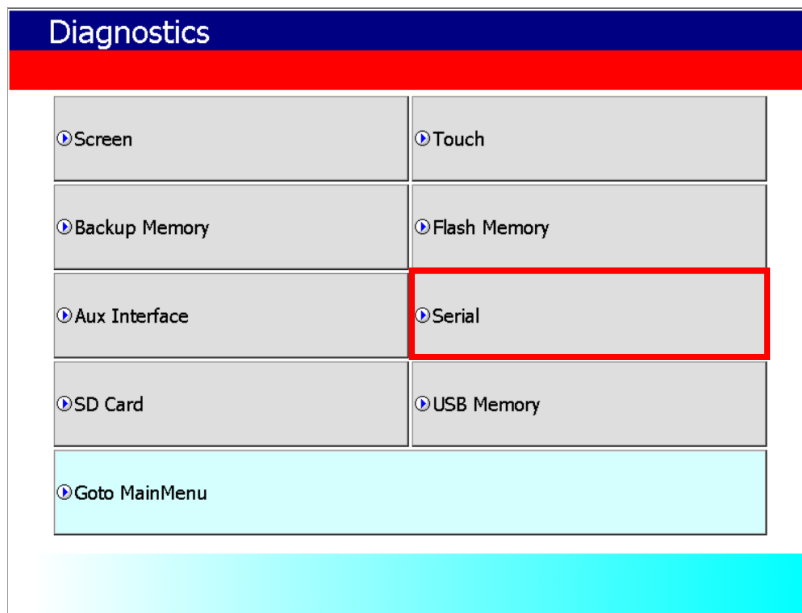 Diagnostics
Screen
Touch
Backup Memory
Flash Memory
Aux Interface
Serial
SD Card
USB Memory
Goto MainMenu